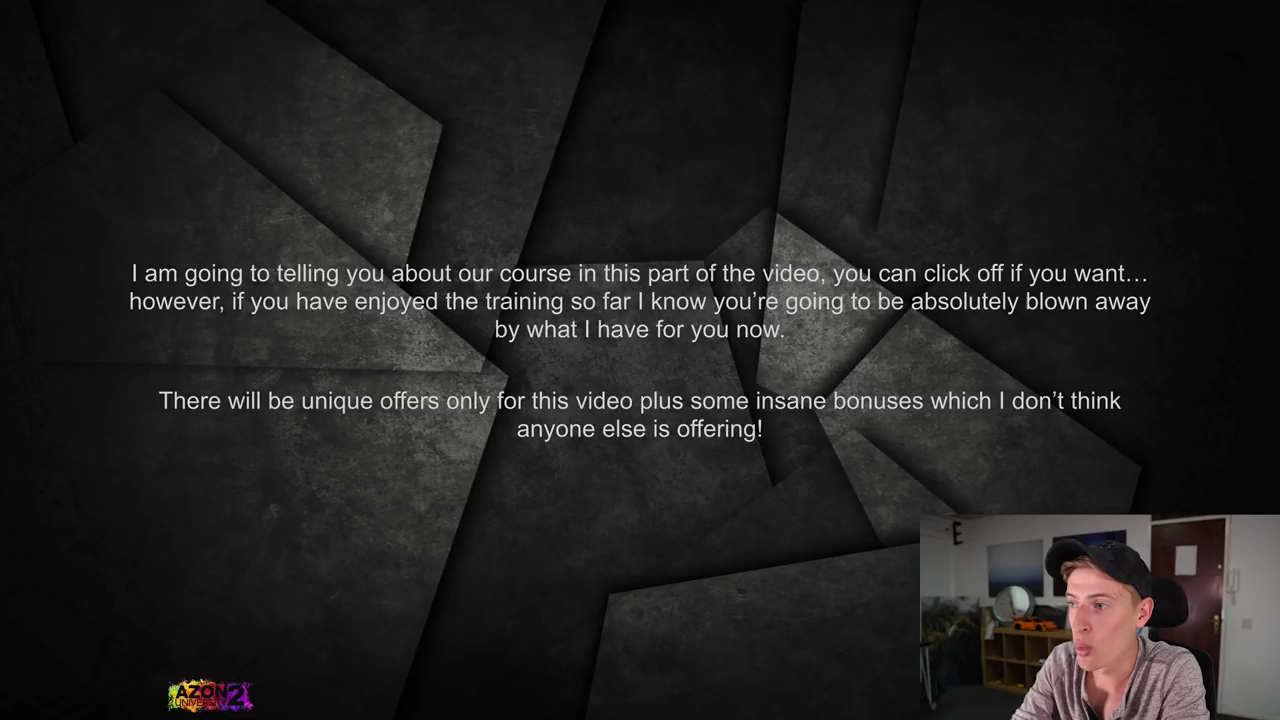 I am going to telling you about our course in this part of the video, you can click off if you want…
however, if you have enjoyed the training so far I know you’re going to be absolutely blown away
by what I have for you now.
There will be unique offers only for this video plus some insane bonuses which I don’t think
anyone else is offering!
E
AZON
2